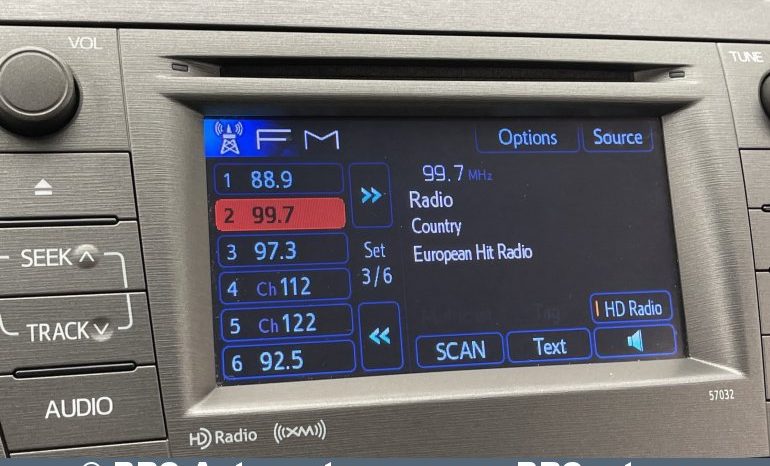 VOL
TUNE
FM
Options
Source
1 88.9
2 99.7
3 97.3
4 Ch 112
5 Ch 122
6 92.5
Set
3/6
99.7 MHz
Radio
Country
European Hit Radio
Tag
HD Radio
SCAN
Text
SEEK
TRACK
AUDIO
HD Radio
((XM))
57032